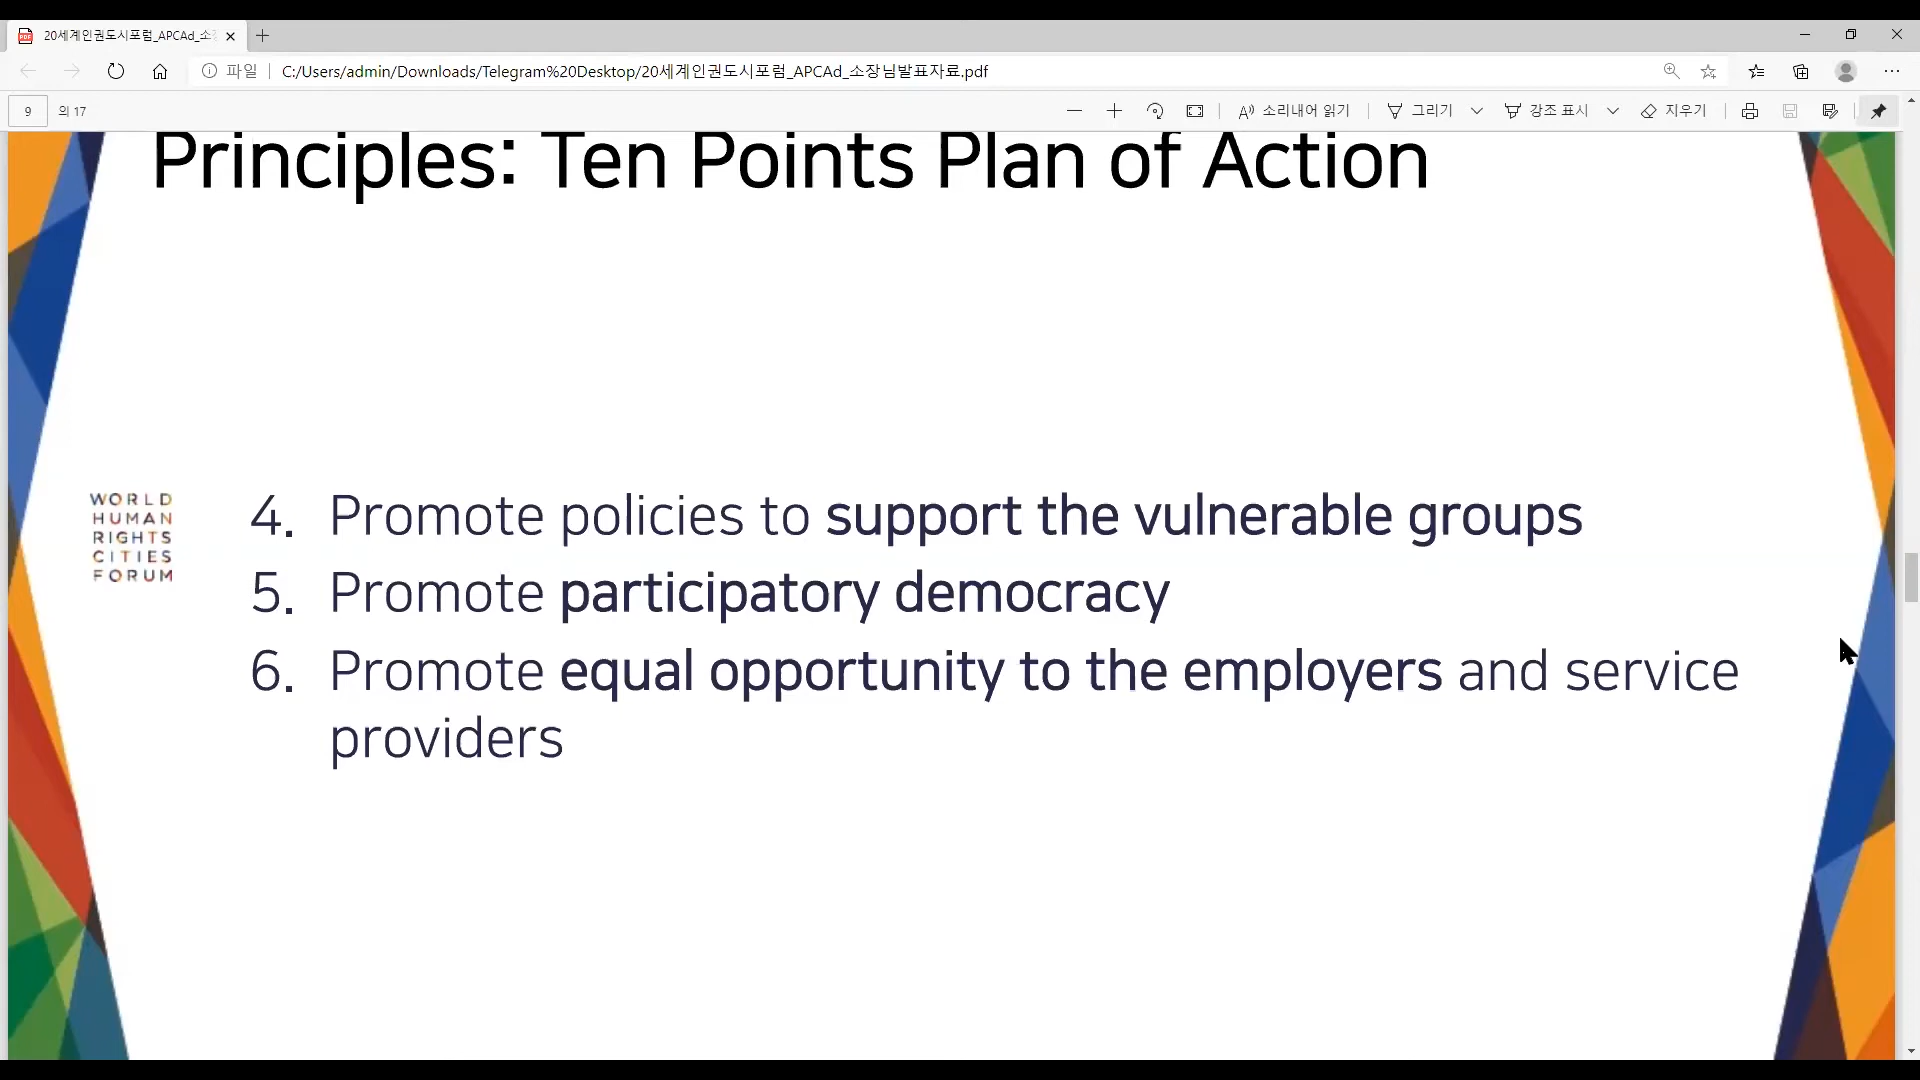 20세계인권도시포럼_APCAd_소
파일 C:/Users/admin/Downloads/Telegram%20Desktop/20세계인권도시포럼_APCAd_소장님발표자료.pdf
9 의 17 소리내어 읽기 그리기 강조 표시 지우기
Principles: Ten Points Plan of Action
WORLD
HUMAN
RIGHTS
CITIES
FORUM
4. Promote policies to support the vulnerable groups
5. Promote participatory democracy
6. Promote equal opportunity to the employers and service
providers